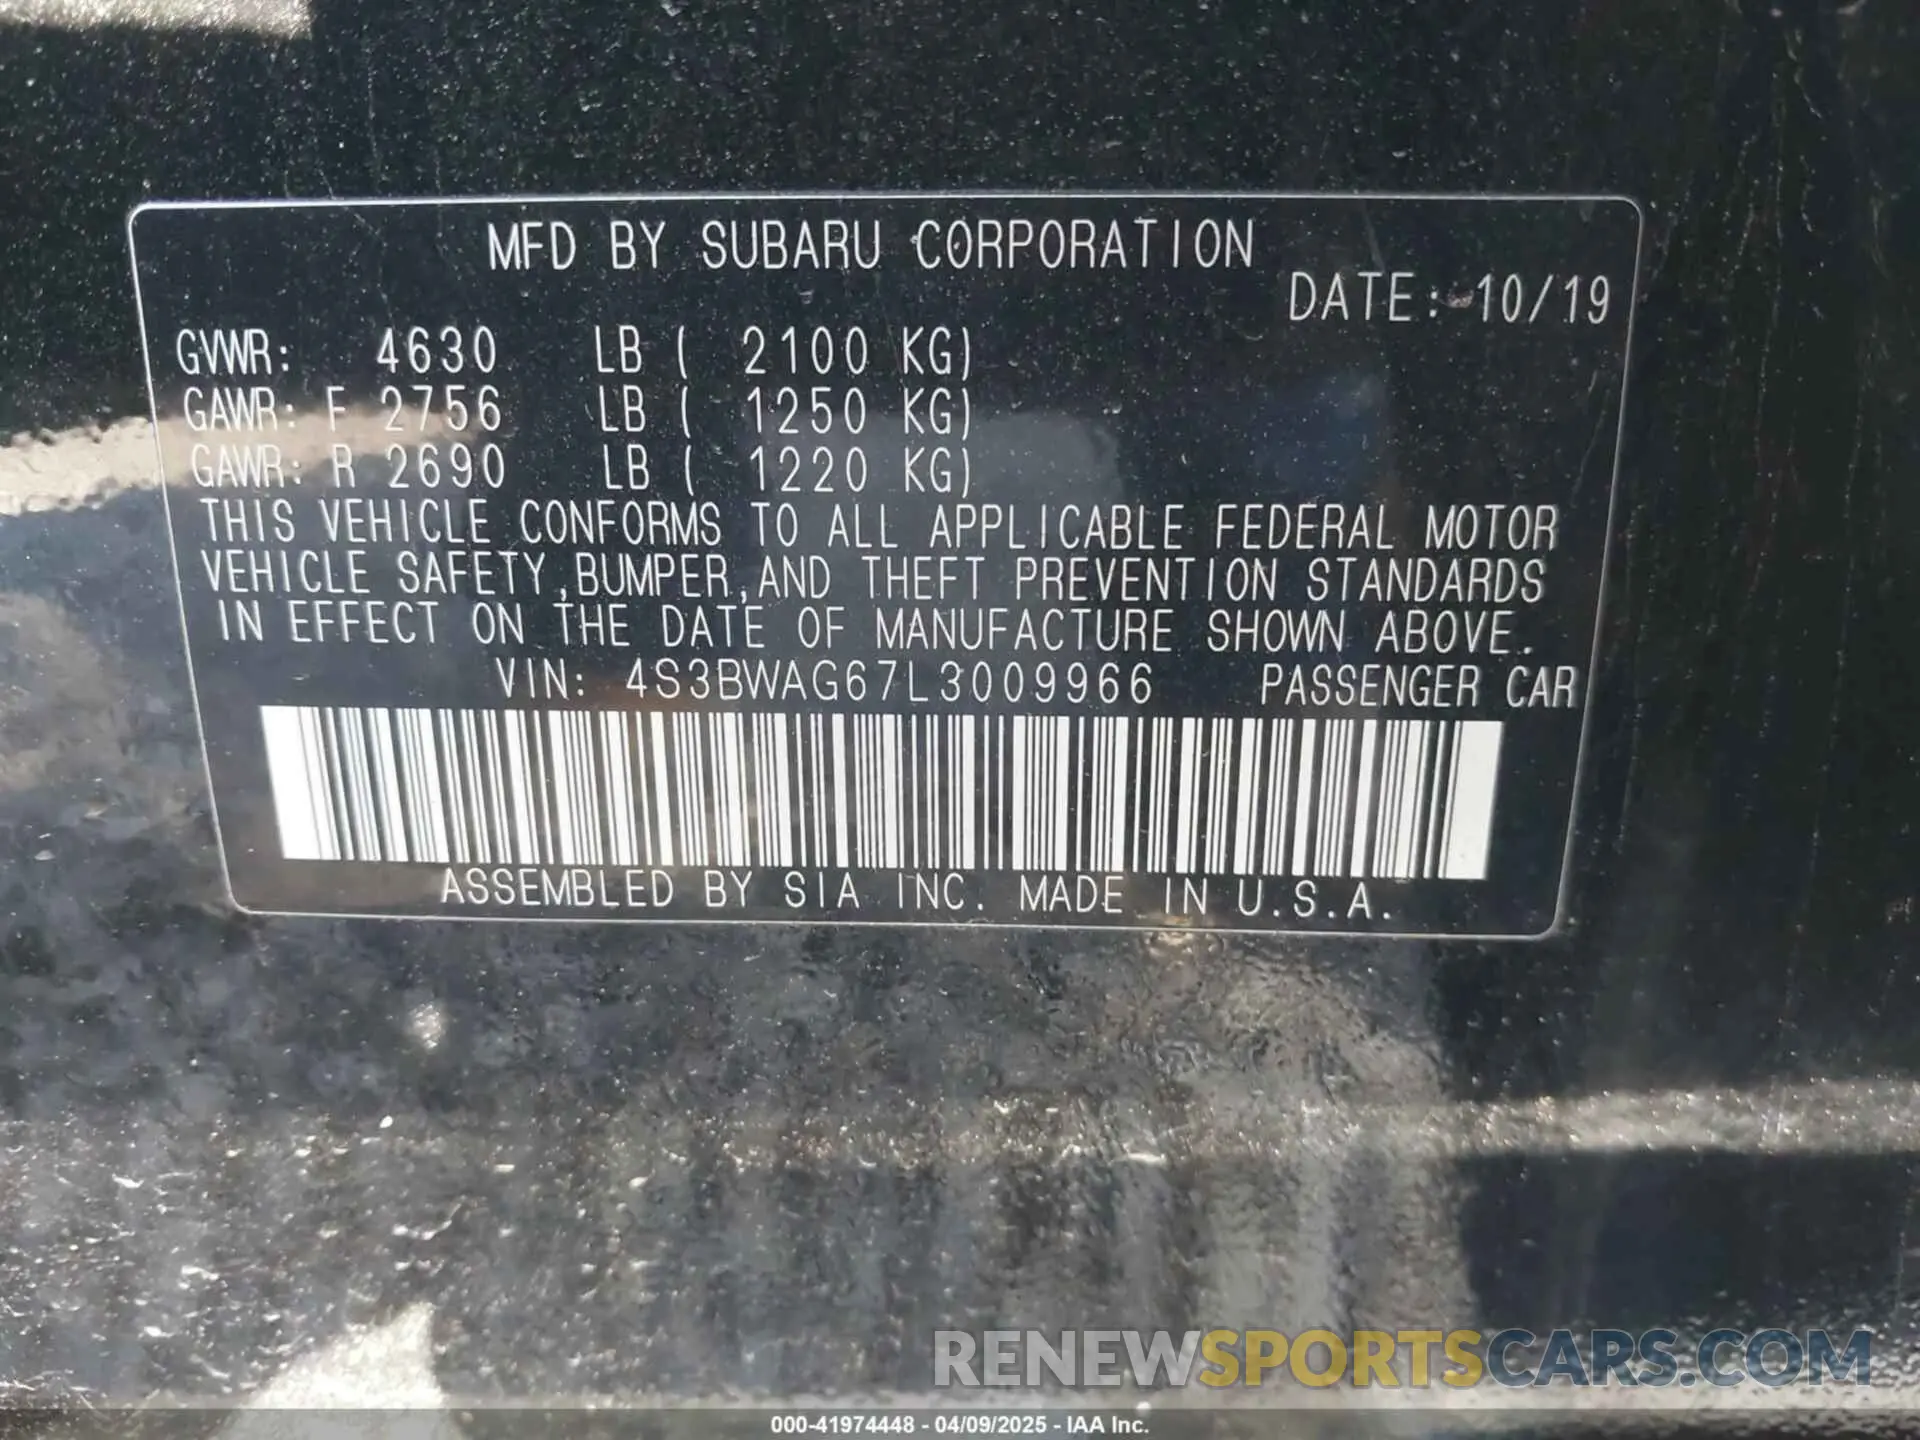 MFD BY SUBARU CORPORATION
DATE: 10/19
GVWR: 4630 LB ( 2100 KG)
GAWR: F 2756 LB ( 1250 KG)
GAWR: R 2690 LB ( 1220 KG)
THIS VEHICLE CONFORMS TO ALL APPLICABLE FEDERAL MOTOR
VEHICLE SAFETY,BUMPER,AND THEFT PREVENTION STANDARDS
IN EFFECT ON THE DATE OF MANUFACTURE SHOWN ABOVE.
VIN: 4S3BWAG67L3009966 PASSENGER CAR
ASSEMBLED BY SIA INC. MADE IN U.S.A.
RENEWSPORTSCARS.COM
000-41974448 - 04/09/2025 - IAA Inc.